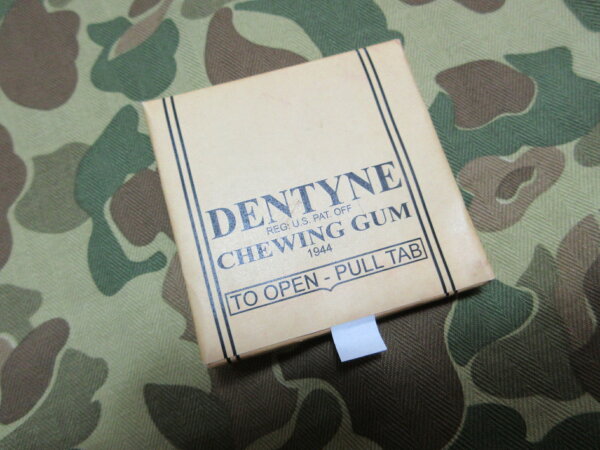 DENTYNE
REG. U.S. PAT. OFF
CHEWING GUM
1944
TO OPEN - PULL TAB